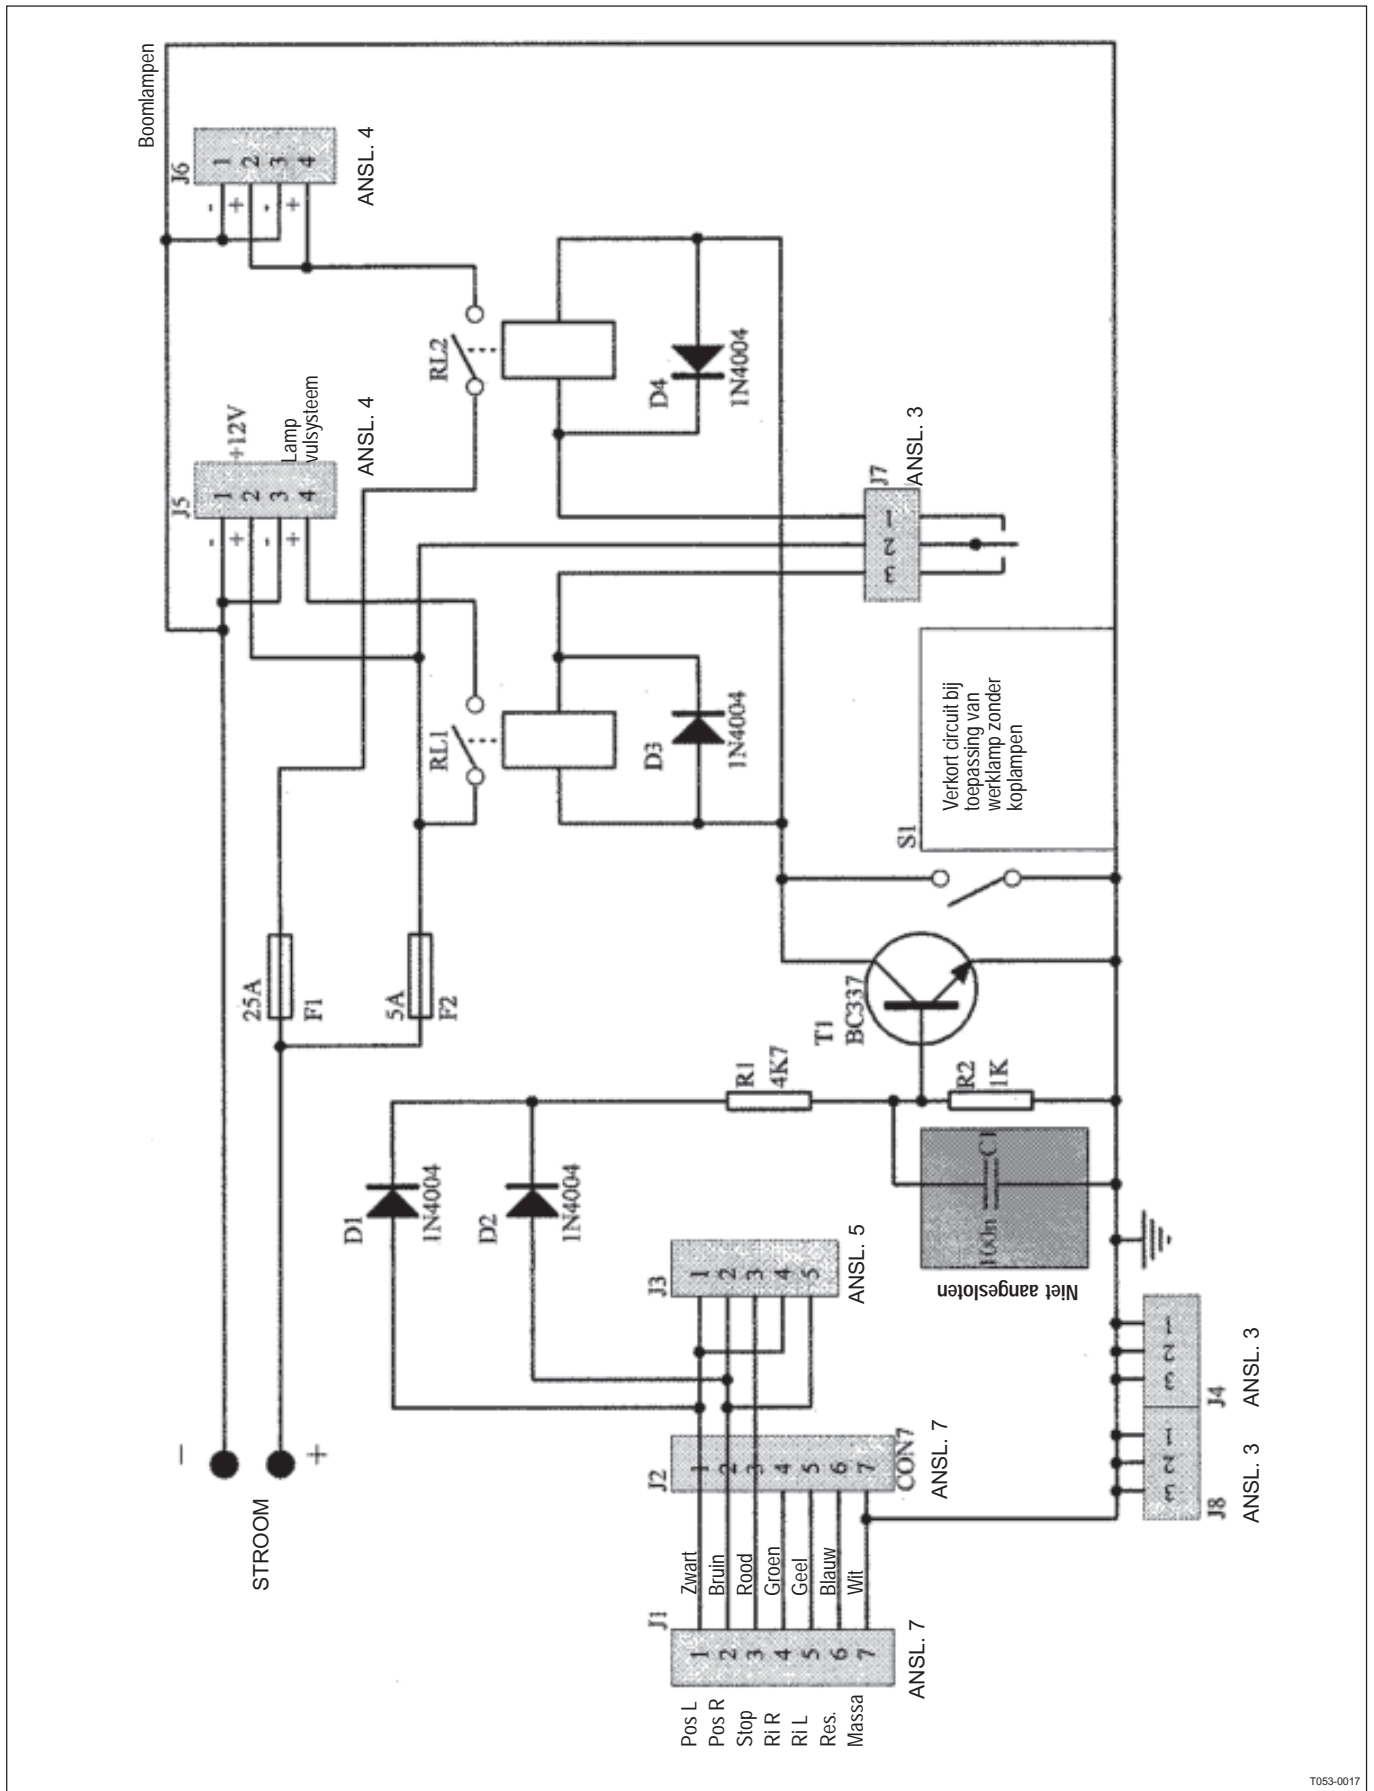 Boomlampen
J6
1
2
3
4
-
+
-
+
ANSL. 4
J5
+12V
Lamp
vulsysteem
1
2
3
4
-
+
-
+
ANSL. 4
RL2
D4
1N4004
RL1
D3
1N4004
J7
1
2
3
ANSL. 3
S1
Verkort circuit bij
toepassing van
werklamp zonder
koplampen
25A
F1
5A
F2
T1
BC337
R1
4K7
R2
1K
100n
C1
Niet aangesloten
D1
1N4004
D2
1N4004
J3
1
2
3
4
5
ANSL. 5
-
+
STROOM
J2
1
2
3
4
5
6
7
CON7
ANSL. 7
Zwart
Bruin
Rood
Groen
Geel
Blauw
Wit
J1
1
2
3
4
5
6
7
ANSL. 7
Pos L
Pos R
Stop
Ri R
Ri L
Res.
Massa
3 2 1
J4
ANSL. 3
3 2 1
J8
ANSL. 3
T053-0017